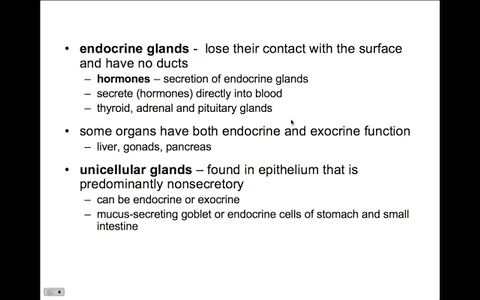 • endocrine glands - lose their contact with the surface
and have no ducts
– hormones – secretion of endocrine glands
– secrete (hormones) directly into blood
– thyroid, adrenal and pituitary glands
• some organs have both endocrine and exocrine function
– liver, gonads, pancreas
• unicellular glands – found in epithelium that is
predominantly nonsecretory
– can be endocrine or exocrine
– mucus-secreting goblet or endocrine cells of stomach and small
intestine